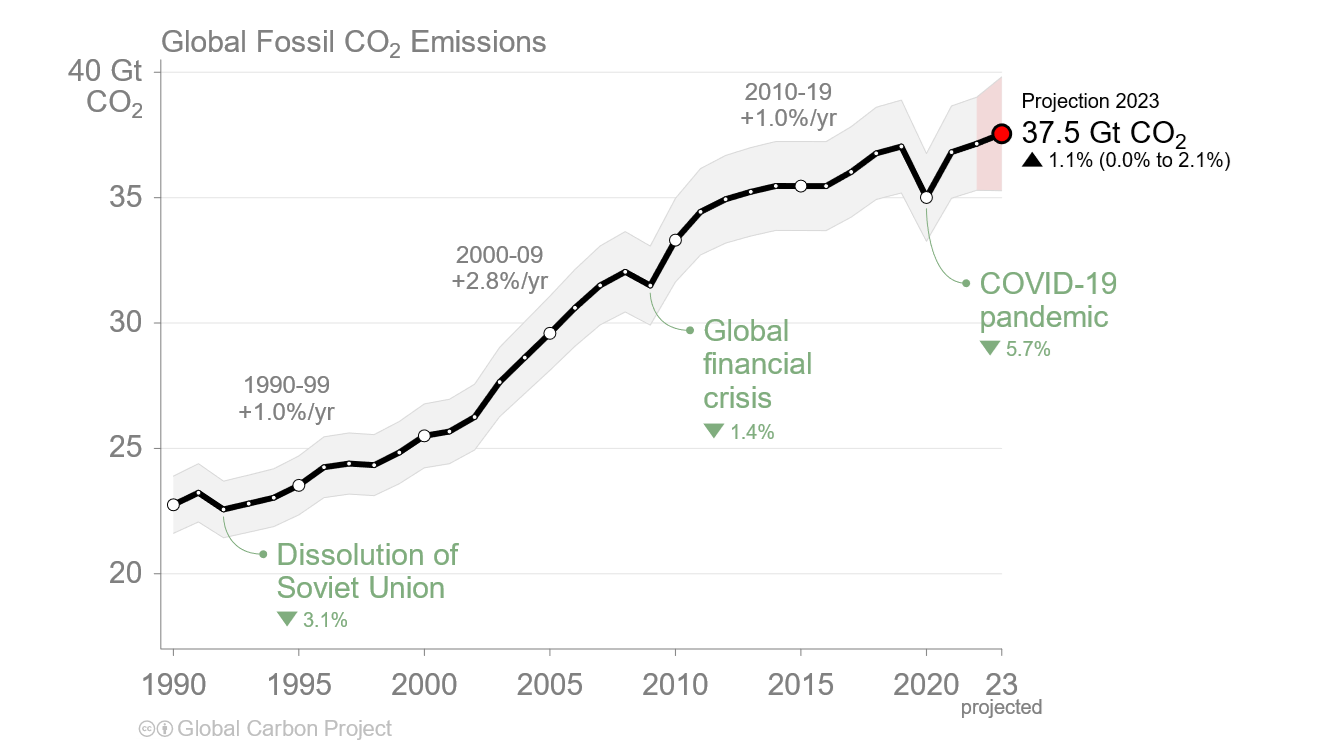 Global Fossil CO₂ Emissions
40 Gt
CO₂
35
30
25
20
2010-19
+1.0%/yr
Projection 2023
37.5 Gt CO₂
▲ 1.1% (0.0% to 2.1%)
2000-09
+2.8%/yr
COVID-19
pandemic
▼ 5.7%
Global
financial
crisis
▼ 1.4%
1990-99
+1.0%/yr
Dissolution of
Soviet Union
▼ 3.1%
1990 1995 2000 2005 2010 2015 2020 23
projected
cc Global Carbon Project